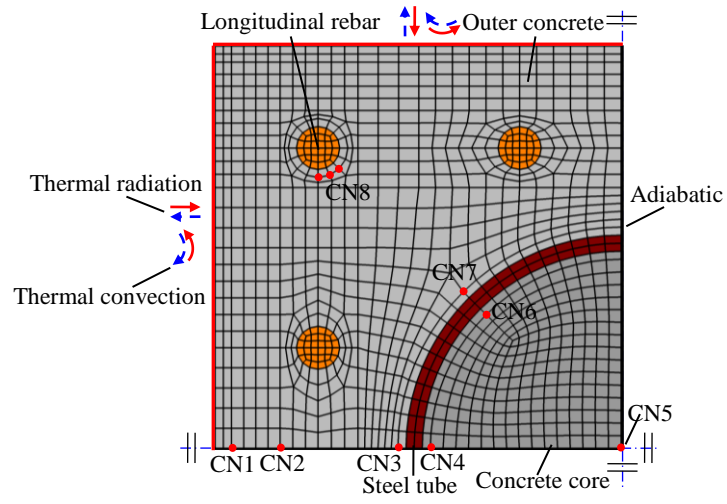 Longitudinal rebar
Outer concrete
CN8
Thermal radiation
Adiabatic
Thermal convection
CN7
CN6
CN5
CN1
CN2
CN3
CN4
Concrete core
Steel tube